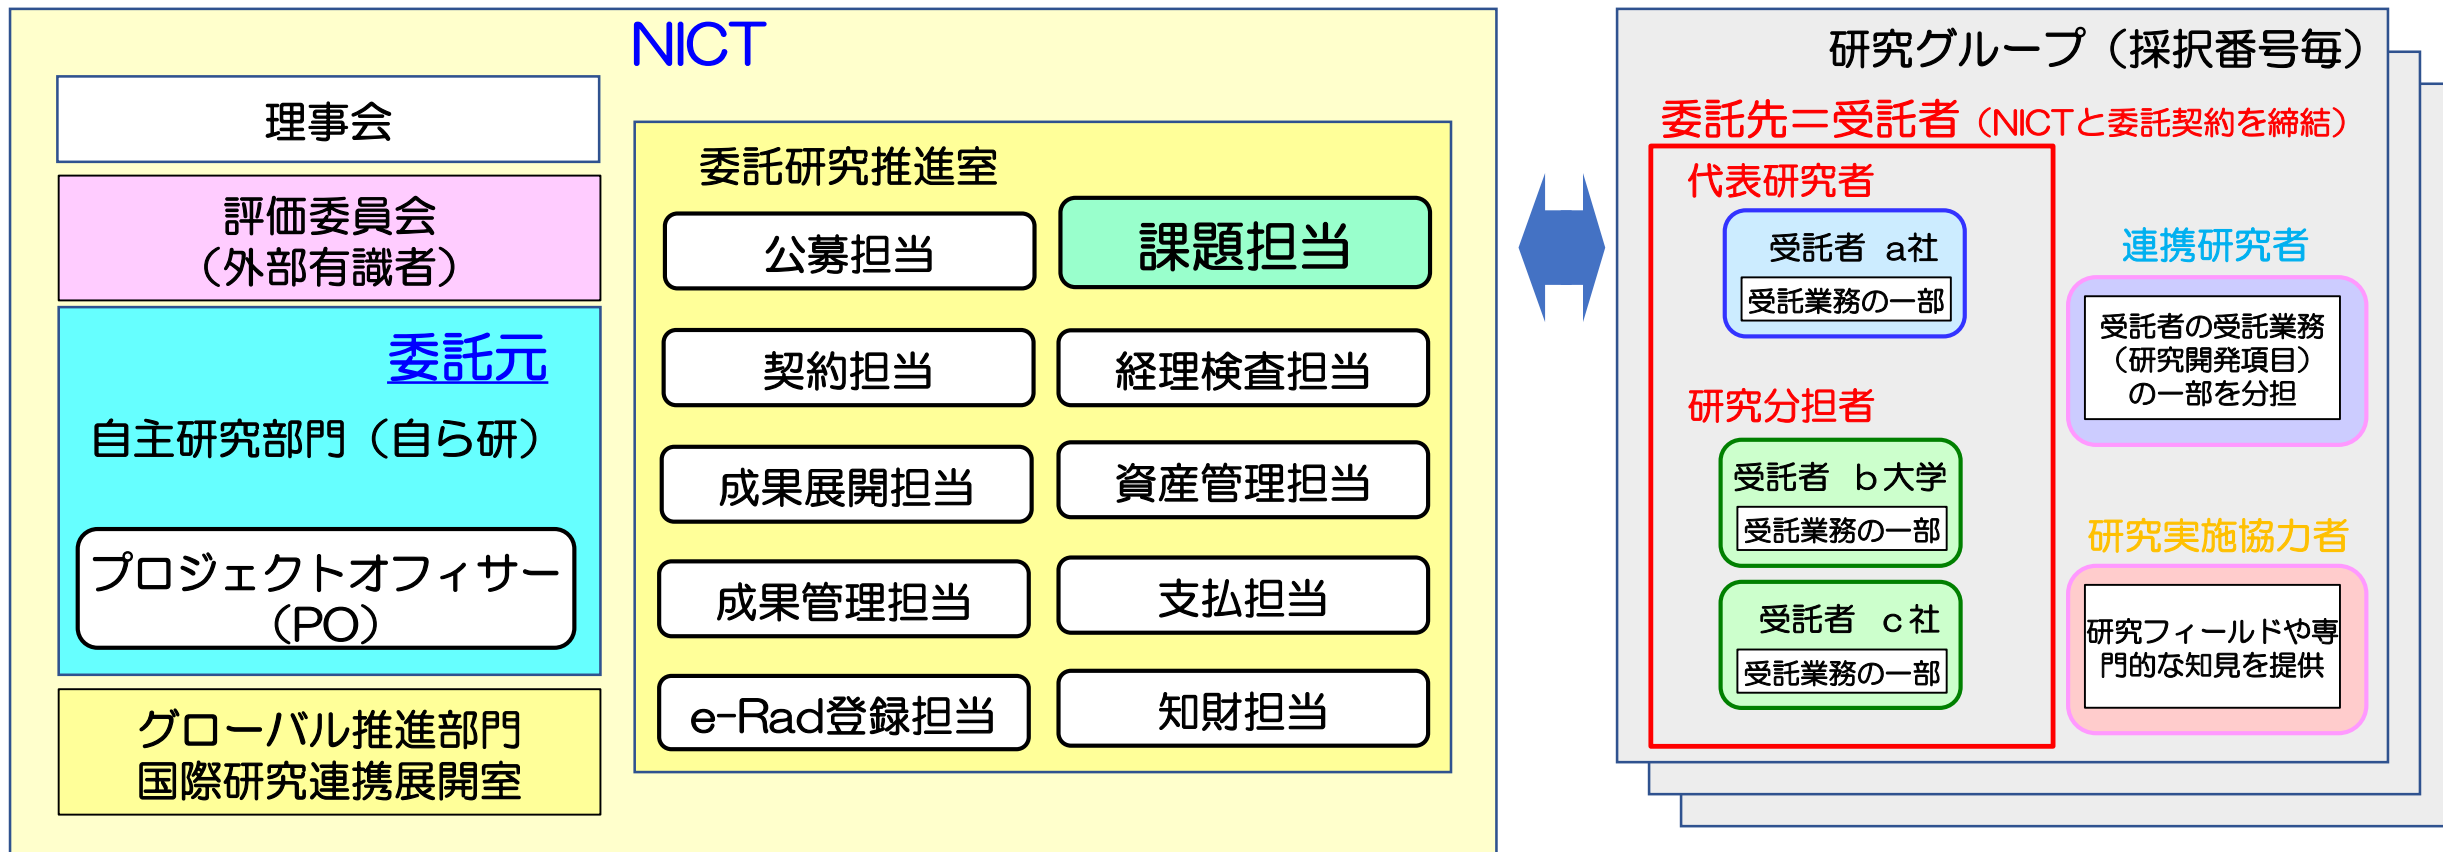 NICT
理事会
評価委員会
（外部有識者）
委託元
自主研究部門（自ら研）
プロジェクトオフィサー
（PO）
グローバル推進部門
国際研究連携展開室
委託研究推進室
公募担当
課題担当
契約担当
経理検査担当
成果展開担当
資産管理担当
成果管理担当
支払担当
e-Rad登録担当
知財担当
研究グループ（採択番号毎）
委託先＝受託者（NICTと委託契約を締結）
代表研究者
受託者 a社
受託業務の一部
研究分担者
受託者 ｂ大学
受託業務の一部
受託者 ｃ社
受託業務の一部
連携研究者
受託者の受託業務
（研究開発項目）
の一部を分担
研究実施協力者
研究フィールドや専
門的な知見を提供